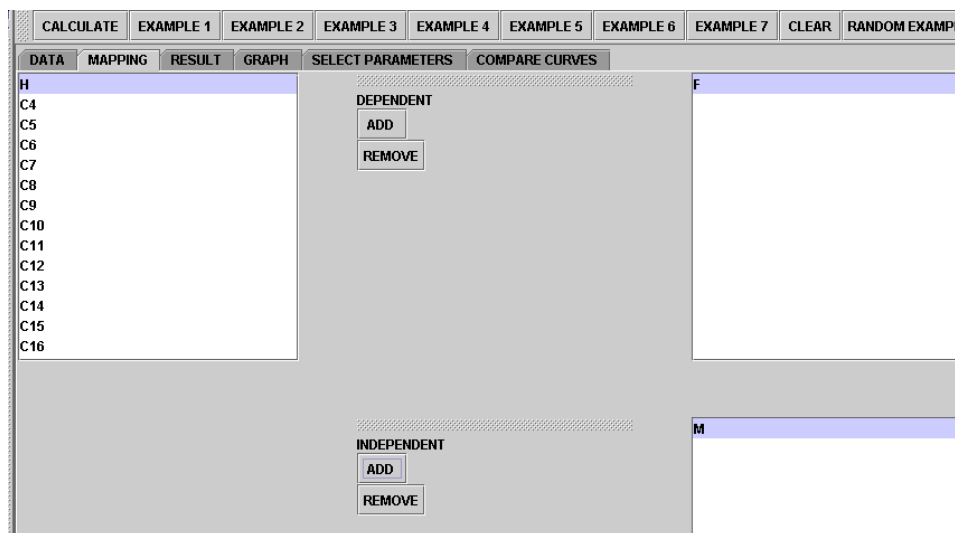 CALCULATE EXAMPLE 1 EXAMPLE 2 EXAMPLE 3 EXAMPLE 4 EXAMPLE 5 EXAMPLE 6 EXAMPLE 7 CLEAR RANDOM EXAMP
DATA MAPPING RESULT GRAPH SELECT PARAMETERS COMPARE CURVES
H
C4
C5
C6
C7
C8
C9
C10
C11
C12
C13
C14
C15
C16
DEPENDENT
ADD
REMOVE
F
INDEPENDENT
ADD
REMOVE
M